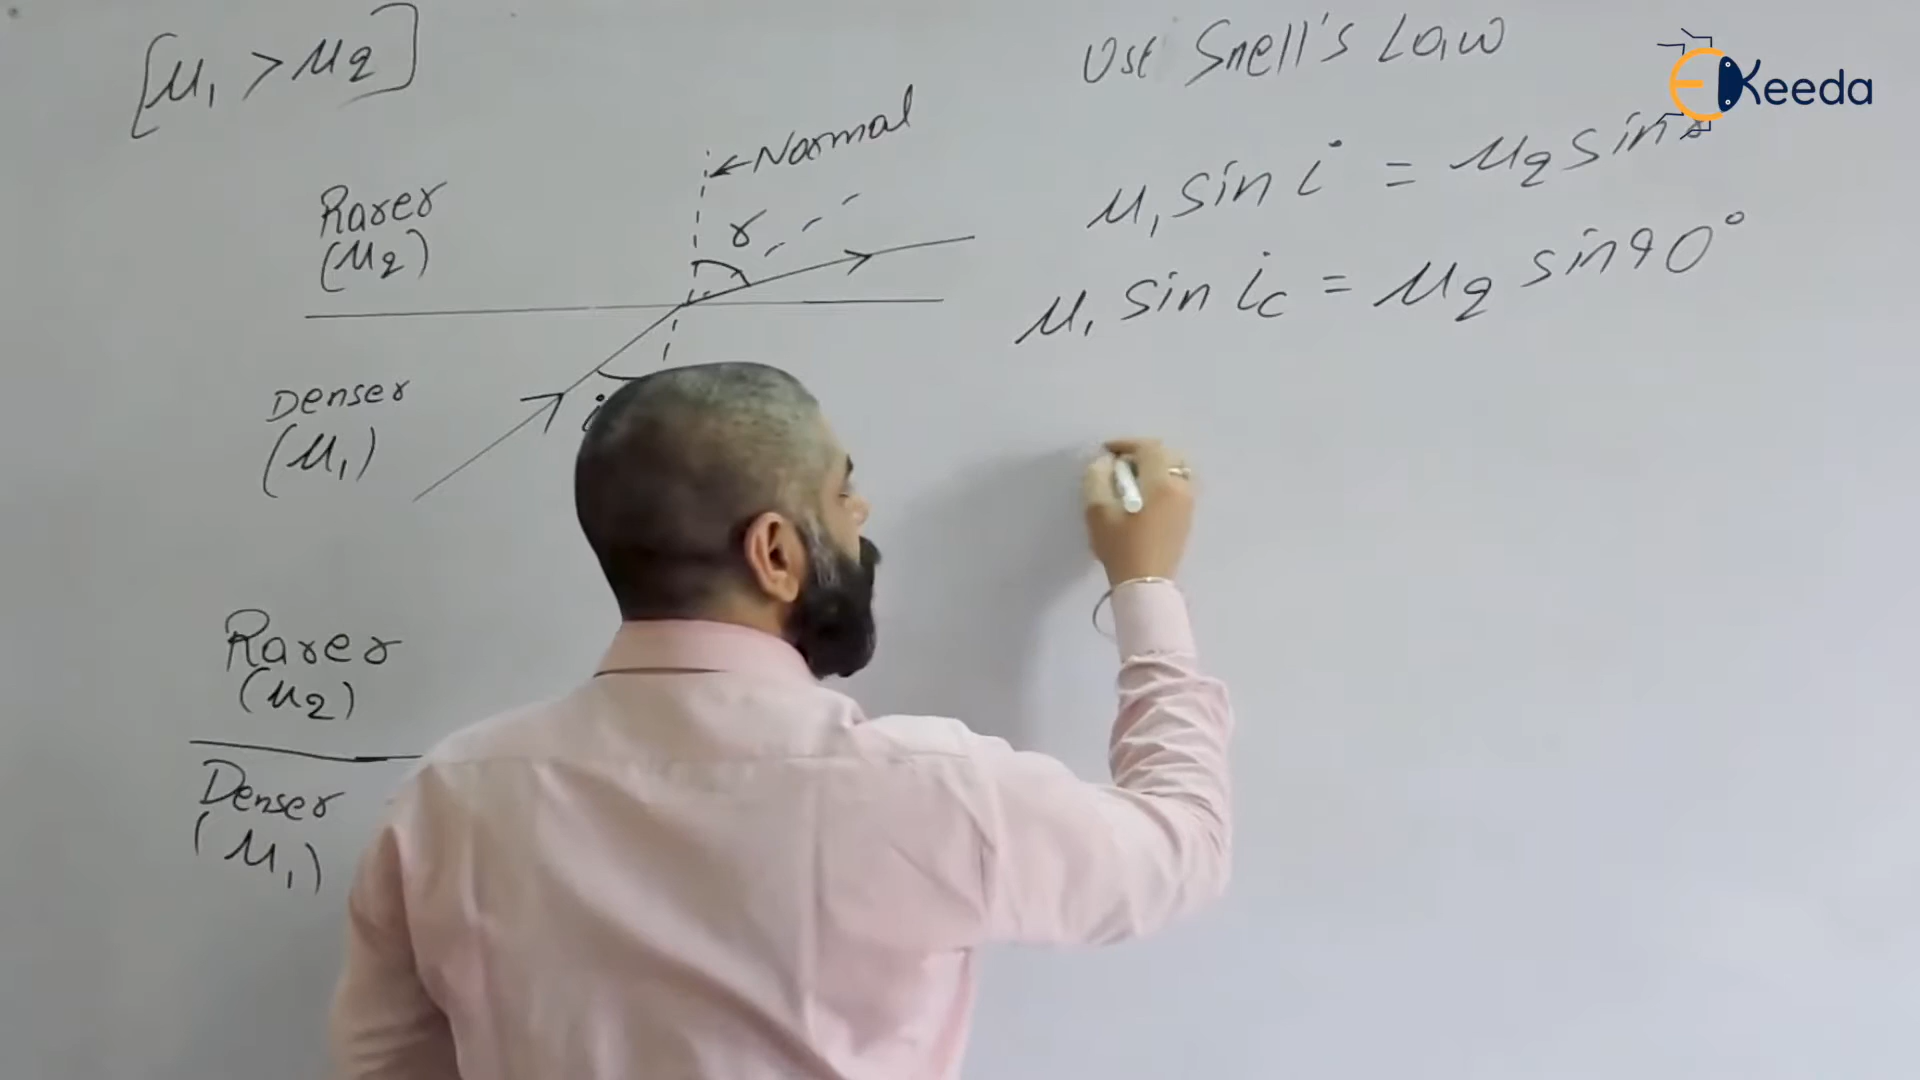 [μ₁ > μ₂]
Use Snell's Law
EKeeda
Normal
μ₁ sin i = μ₂ sin r
Rarer
(μ₂)
r
μ₁ sin i꜀ = μ₂ sin 90°
Denser
(μ₁)
i
Rarer
(μ₂)
Denser
(μ₁)